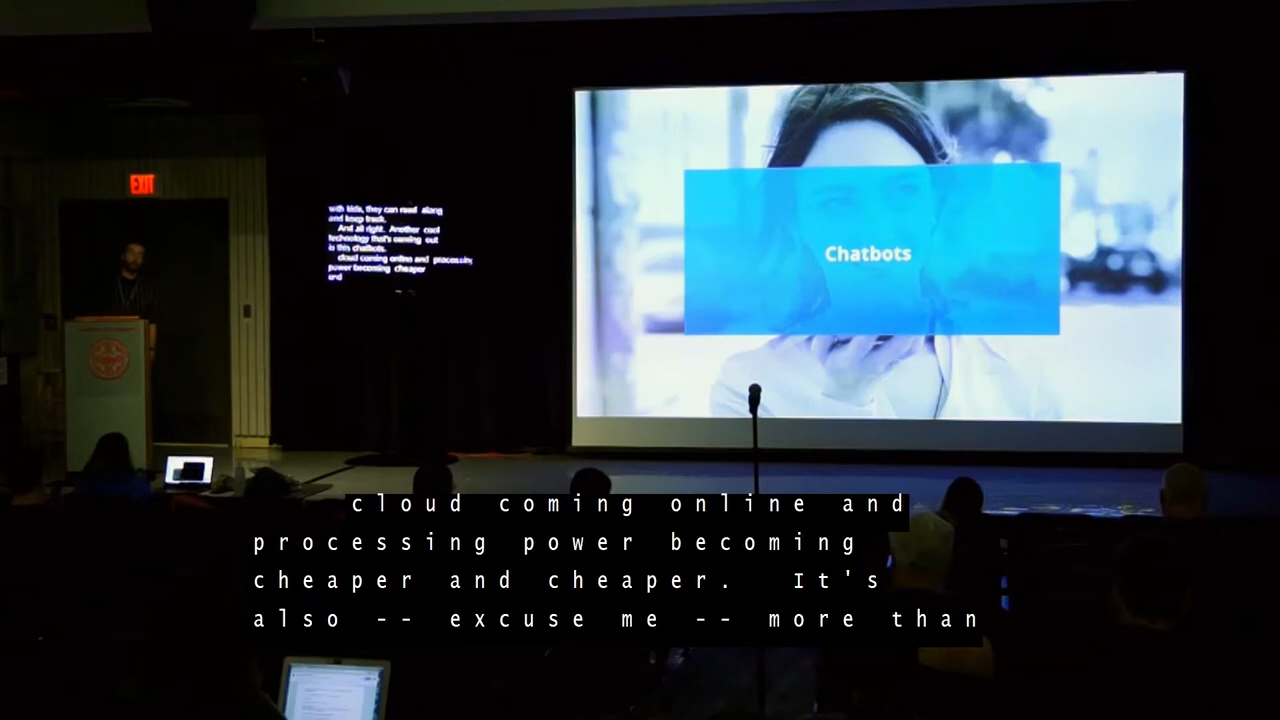 EXIT
with kids, they can read along
and keep track.
And all right. Another cool
technology that's coming out
is this chatbots.
cloud coming online and processing
power becoming cheaper
and
Chatbots
cloud coming online and
processing power becoming
cheaper and cheaper. It's
also -- excuse me -- more than